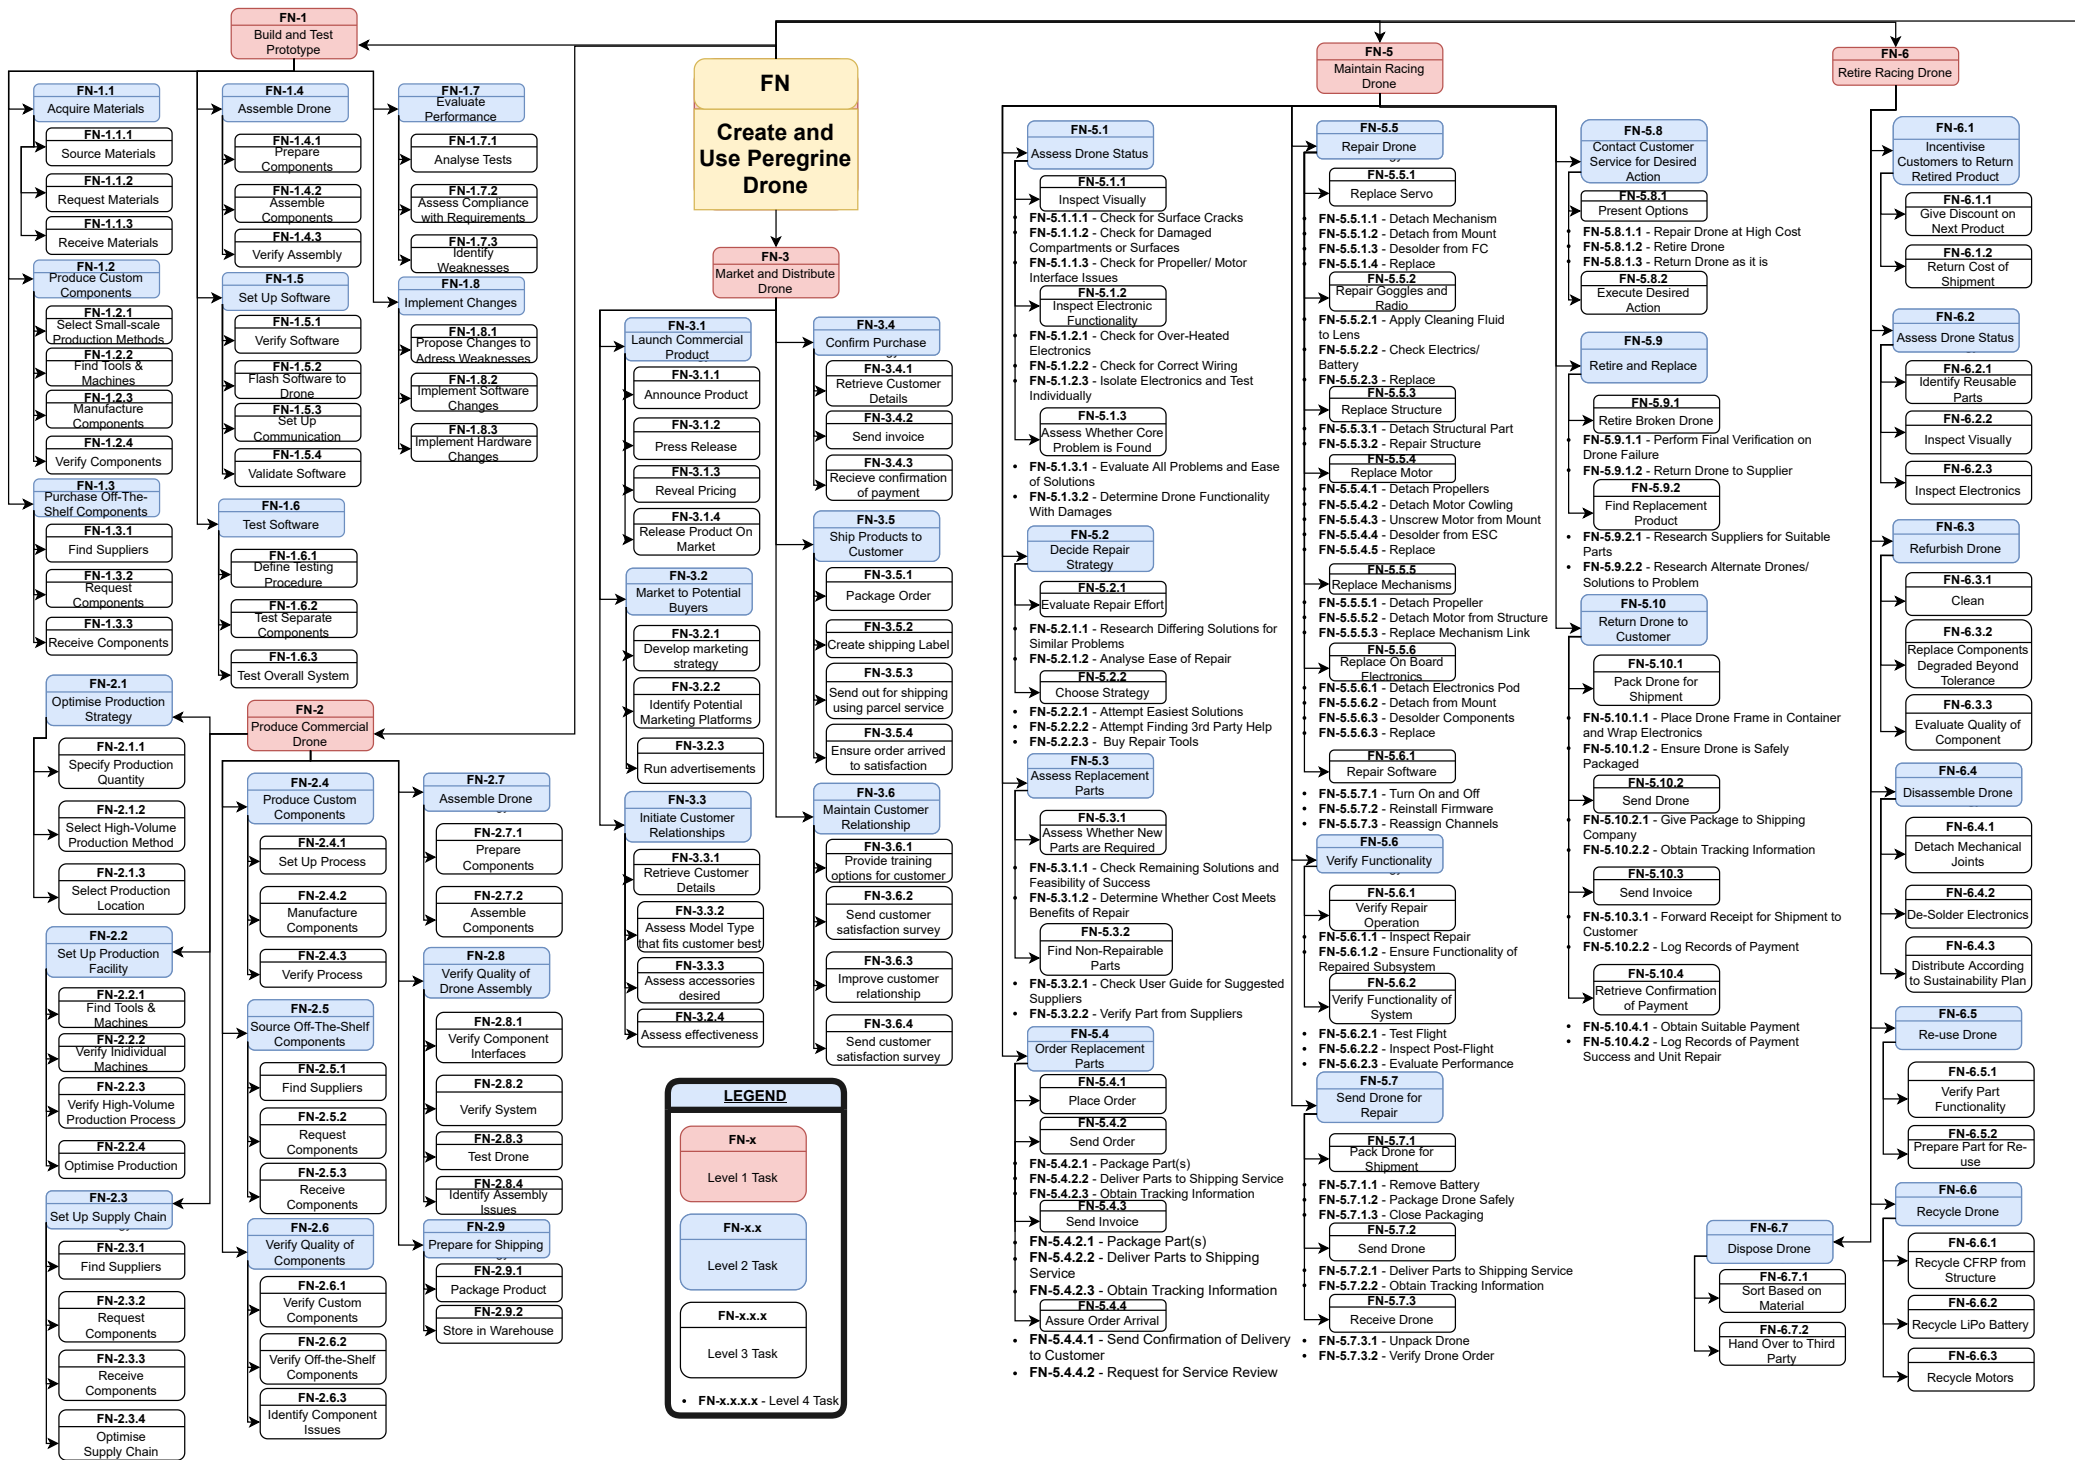 FN-1
Build and Test
Prototype
FN-1.1
Acquire Materials
FN-1.1.1
Source Materials
FN-1.1.2
Request Materials
FN-1.1.3
Receive Materials
FN-1.2
Produce Custom
Components
FN-1.2.1
Select Small-scale
Production Methods
FN-1.2.2
Find Tools &
Machines
FN-1.2.3
Manufacture
Components
FN-1.2.4
Verify Components
FN-1.3
Purchase Off-The-
Shelf Components
FN-1.3.1
Find Suppliers
FN-1.3.2
Request
Components
FN-1.3.3
Receive Components
FN-1.4
Assemble Drone
FN-1.4.1
Prepare
Components
FN-1.4.2
Assemble
Components
FN-1.4.3
Verify Assembly
FN-1.5
Set Up Software
FN-1.5.1
Verify Software
FN-1.5.2
Flash Software to
Drone
FN-1.5.3
Set Up
Communication
FN-1.5.4
Validate Software
FN-1.6
Test Software
FN-1.6.1
Define Testing
Procedure
FN-1.6.2
Test Separate
Components
FN-1.6.3
Test Overall System
FN-1.7
Evaluate
Performance
FN-1.7.1
Analyse Tests
FN-1.7.2
Assess Compliance
with Requirements
FN-1.7.3
Identify
Weaknesses
FN-1.8
Implement Changes
FN-1.8.1
Propose Changes to
Adress Weaknesses
FN-1.8.2
Implement Software
Changes
FN-1.8.3
Implement Hardware
Changes
FN-2
Produce Commercial
Drone
FN-2.1
Optimise Production
Strategy
FN-2.1.1
Specify Production
Quantity
FN-2.1.2
Select High-Volume
Production Method
FN-2.1.3
Select Production
Location
FN-2.2
Set Up Production
Facility
FN-2.2.1
Find Tools &
Machines
FN-2.2.2
Verify Inidividual
Machines
FN-2.2.3
Verify High-Volume
Production Process
FN-2.2.4
Optimise Production
FN-2.3
Set Up Supply Chain
FN-2.3.1
Find Suppliers
FN-2.3.2
Request
Components
FN-2.3.3
Receive
Components
FN-2.3.4
Optimise
Supply Chain
FN-2.4
Produce Custom
Components
FN-2.4.1
Set Up Process
FN-2.4.2
Manufacture
Components
FN-2.4.3
Verify Process
FN-2.5
Source Off-The-Shelf
Components
FN-2.5.1
Find Suppliers
FN-2.5.2
Request
Components
FN-2.5.3
Receive
Components
FN-2.6
Verify Quality of
Components
FN-2.6.1
Verify Custom
Components
FN-2.6.2
Verify Off-the-Shelf
Components
FN-2.6.3
Identify Component
Issues
FN-2.7
Assemble Drone
FN-2.7.1
Prepare
Components
FN-2.7.2
Assemble
Components
FN-2.8
Verify Quality of
Drone Assembly
FN-2.8.1
Verify Component
Interfaces
FN-2.8.2
Verify System
FN-2.8.3
Test Drone
FN-2.8.4
Identify Assembly
Issues
FN-2.9
Prepare for Shipping
FN-2.9.1
Package Product
FN-2.9.2
Store in Warehouse
FN
Create and
Use Peregrine
Drone
FN-3
Market and Distribute
Drone
FN-3.1
Launch Commercial
Product
FN-3.1.1
Announce Product
FN-3.1.2
Press Release
FN-3.1.3
Reveal Pricing
FN-3.1.4
Release Product On
Market
FN-3.2
Market to Potential
Buyers
FN-3.2.1
Develop marketing
strategy
FN-3.2.2
Identify Potential
Marketing Platforms
FN-3.2.3
Run advertisements
FN-3.3
Initiate Customer
Relationships
FN-3.3.1
Retrieve Customer
Details
FN-3.3.2
Assess Model Type
that fits customer best
FN-3.3.3
Assess accessories
desired
FN-3.2.4
Assess effectiveness
FN-3.4
Confirm Purchase
FN-3.4.1
Retrieve Customer
Details
FN-3.4.2
Send invoice
FN-3.4.3
Recieve confirmation
of payment
FN-3.5
Ship Products to
Customer
FN-3.5.1
Package Order
FN-3.5.2
Create shipping Label
FN-3.5.3
Send out for shipping
using parcel service
FN-3.5.4
Ensure order arrived
to satisfaction
FN-3.6
Maintain Customer
Relationship
FN-3.6.1
Provide training
options for customer
FN-3.6.2
Send customer
satisfaction survey
FN-3.6.3
Improve customer
relationship
FN-3.6.4
Send customer
satisfaction survey
LEGEND
FN-x
Level 1 Task
FN-x.x
Level 2 Task
FN-x.x.x
Level 3 Task
• FN-x.x.x.x - Level 4 Task
FN-5
Maintain Racing
Drone
FN-5.1
Assess Drone Status
FN-5.1.1
Inspect Visually
• FN-5.1.1.1 - Check for Surface Cracks
• FN-5.1.1.2 - Check for Damaged
Compartments or Surfaces
• FN-5.1.1.3 - Check for Propeller/ Motor
Interface Issues
FN-5.1.2
Inspect Electronic
Functionality
• FN-5.1.2.1 - Check for Over-Heated
Electronics
• FN-5.1.2.2 - Check for Correct Wiring
• FN-5.1.2.3 - Isolate Electronics and Test
Individually
FN-5.1.3
Assess Whether Core
Problem is Found
• FN-5.1.3.1 - Evaluate All Problems and Ease
of Solutions
• FN-5.1.3.2 - Determine Drone Functionality
With Damages
FN-5.2
Decide Repair
Strategy
FN-5.2.1
Evaluate Repair Effort
• FN-5.2.1.1 - Research Differing Solutions for
Similar Problems
• FN-5.2.1.2 - Analyse Ease of Repair
FN-5.2.2
Choose Strategy
• FN-5.2.2.1 - Attempt Easiest Solutions
• FN-5.2.2.2 - Attempt Finding 3rd Party Help
• FN-5.2.2.3 - Buy Repair Tools
FN-5.3
Assess Replacement
Parts
FN-5.3.1
Assess Whether New
Parts are Required
• FN-5.3.1.1 - Check Remaining Solutions and
Feasibility of Success
• FN-5.3.1.2 - Determine Whether Cost Meets
Benefits of Repair
FN-5.3.2
Find Non-Repairable
Parts
• FN-5.3.2.1 - Check User Guide for Suggested
Suppliers
• FN-5.3.2.2 - Verify Part from Suppliers
FN-5.4
Order Replacement
Parts
FN-5.4.1
Place Order
FN-5.4.2
Send Order
• FN-5.4.2.1 - Package Part(s)
• FN-5.4.2.2 - Deliver Parts to Shipping Service
• FN-5.4.2.3 - Obtain Tracking Information
FN-5.4.3
Send Invoice
• FN-5.4.2.1 - Package Part(s)
• FN-5.4.2.2 - Deliver Parts to Shipping
Service
• FN-5.4.2.3 - Obtain Tracking Information
FN-5.4.4
Assure Order Arrival
• FN-5.4.4.1 - Send Confirmation of Delivery
to Customer
• FN-5.4.4.2 - Request for Service Review
FN-5.5
Repair Drone
FN-5.5.1
Replace Servo
• FN-5.5.1.1 - Detach Mechanism
• FN-5.5.1.2 - Detach from Mount
• FN-5.5.1.3 - Desolder from FC
• FN-5.5.1.4 - Replace
FN-5.5.2
Repair Goggles and
Radio
• FN-5.5.2.1 - Apply Cleaning Fluid
to Lens
• FN-5.5.2.2 - Check Electrics/
Battery
• FN-5.5.2.3 - Replace
FN-5.5.3
Replace Structure
• FN-5.5.3.1 - Detach Structural Part
• FN-5.5.3.2 - Repair Structure
FN-5.5.4
Replace Motor
• FN-5.5.4.1 - Detach Propellers
• FN-5.5.4.2 - Detach Motor Cowling
• FN-5.5.4.3 - Unscrew Motor from Mount
• FN-5.5.4.4 - Desolder from ESC
• FN-5.5.4.5 - Replace
FN-5.5.5
Replace Mechanisms
• FN-5.5.5.1 - Detach Propeller
• FN-5.5.5.2 - Detach Motor from Structure
• FN-5.5.5.3 - Replace Mechanism Link
FN-5.5.6
Replace On Board
Electronics
• FN-5.5.6.1 - Detach Electronics Pod
• FN-5.5.6.2 - Detach from Mount
• FN-5.5.6.3 - Desolder Components
• FN-5.5.6.3 - Replace
FN-5.6.1
Repair Software
• FN-5.5.7.1 - Turn On and Off
• FN-5.5.7.2 - Reinstall Firmware
• FN-5.5.7.3 - Reassign Channels
FN-5.6
Verify Functionality
FN-5.6.1
Verify Repair
Operation
• FN-5.6.1.1 - Inspect Repair
• FN-5.6.1.2 - Ensure Functionality of
Repaired Subsystem
FN-5.6.2
Verify Functionality of
System
• FN-5.6.2.1 - Test Flight
• FN-5.6.2.2 - Inspect Post-Flight
• FN-5.6.2.3 - Evaluate Performance
FN-5.7
Send Drone for
Repair
FN-5.7.1
Pack Drone for
Shipment
• FN-5.7.1.1 - Remove Battery
• FN-5.7.1.2 - Package Drone Safely
• FN-5.7.1.3 - Close Packaging
FN-5.7.2
Send Drone
• FN-5.7.2.1 - Deliver Parts to Shipping Service
• FN-5.7.2.2 - Obtain Tracking Information
FN-5.7.3
Receive Drone
• FN-5.7.3.1 - Unpack Drone
• FN-5.7.3.2 - Verify Drone Order
FN-5.8
Contact Customer
Service for Desired
Action
FN-5.8.1
Present Options
• FN-5.8.1.1 - Repair Drone at High Cost
• FN-5.8.1.2 - Retire Drone
• FN-5.8.1.3 - Return Drone as it is
FN-5.8.2
Execute Desired
Action
FN-5.9
Retire and Replace
FN-5.9.1
Retire Broken Drone
• FN-5.9.1.1 - Perform Final Verification on
Drone Failure
• FN-5.9.1.2 - Return Drone to Supplier
FN-5.9.2
Find Replacement
Product
• FN-5.9.2.1 - Research Suppliers for Suitable
Parts
• FN-5.9.2.2 - Research Alternate Drones/
Solutions to Problem
FN-5.10
Return Drone to
Customer
FN-5.10.1
Pack Drone for
Shipment
• FN-5.10.1.1 - Place Drone Frame in Container
and Wrap Electronics
• FN-5.10.1.2 - Ensure Drone is Safely
Packaged
FN-5.10.2
Send Drone
• FN-5.10.2.1 - Give Package to Shipping
Company
• FN-5.10.2.2 - Obtain Tracking Information
FN-5.10.3
Send Invoice
• FN-5.10.3.1 - Forward Receipt for Shipment to
Customer
• FN-5.10.2.2 - Log Records of Payment
FN-5.10.4
Retrieve Confirmation
of Payment
• FN-5.10.4.1 - Obtain Suitable Payment
• FN-5.10.4.2 - Log Records of Payment
Success and Unit Repair
FN-6
Retire Racing Drone
FN-6.1
Incentivise
Customers to Return
Retired Product
FN-6.1.1
Give Discount on
Next Product
FN-6.1.2
Return Cost of
Shipment
FN-6.2
Assess Drone Status
FN-6.2.1
Identify Reusable
Parts
FN-6.2.2
Inspect Visually
FN-6.2.3
Inspect Electronics
FN-6.3
Refurbish Drone
FN-6.3.1
Clean
FN-6.3.2
Replace Components
Degraded Beyond
Tolerance
FN-6.3.3
Evaluate Quality of
Component
FN-6.4
Disassemble Drone
FN-6.4.1
Detach Mechanical
Joints
FN-6.4.2
De-Solder Electronics
FN-6.4.3
Distribute According
to Sustainability Plan
FN-6.5
Re-use Drone
FN-6.5.1
Verify Part
Functionality
FN-6.5.2
Prepare Part for Re-
use
FN-6.6
Recycle Drone
FN-6.6.1
Recycle CFRP from
Structure
FN-6.6.2
Recycle LiPo Battery
FN-6.6.3
Recycle Motors
FN-6.7
Dispose Drone
FN-6.7.1
Sort Based on
Material
FN-6.7.2
Hand Over to Third
Party